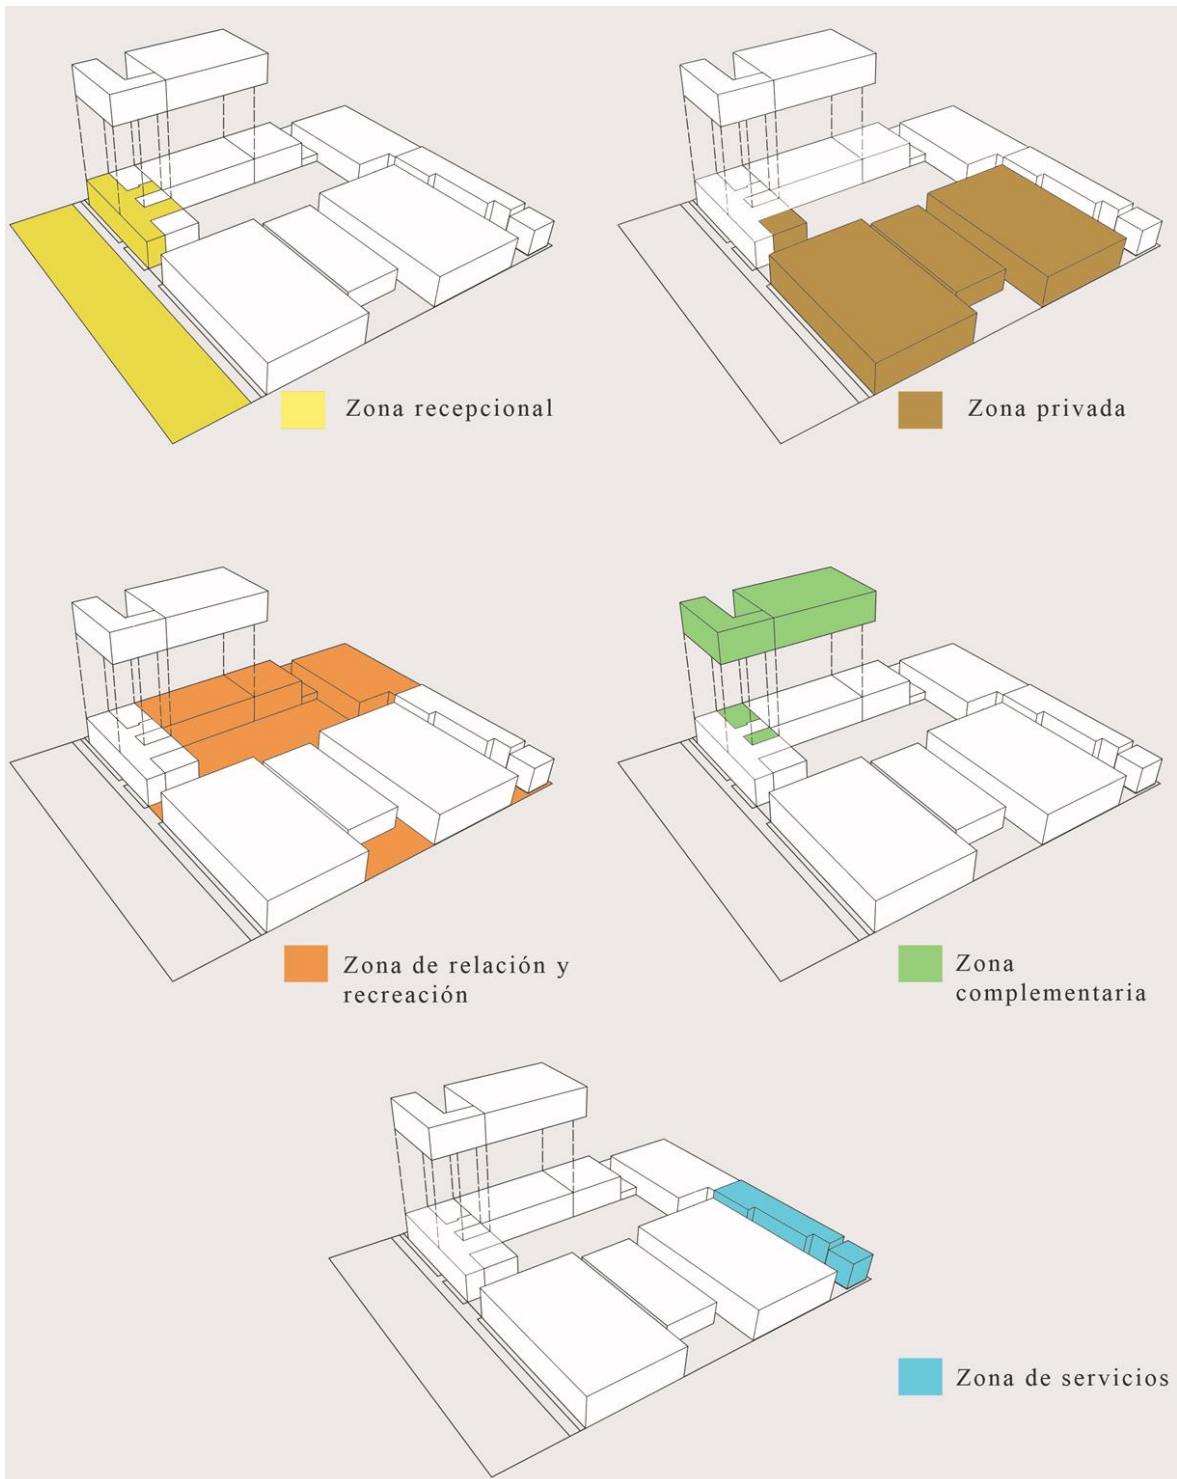 Zona recepcional
Zona privada
Zona de relación y
recreación
Zona
complementaria
Zona de servicios